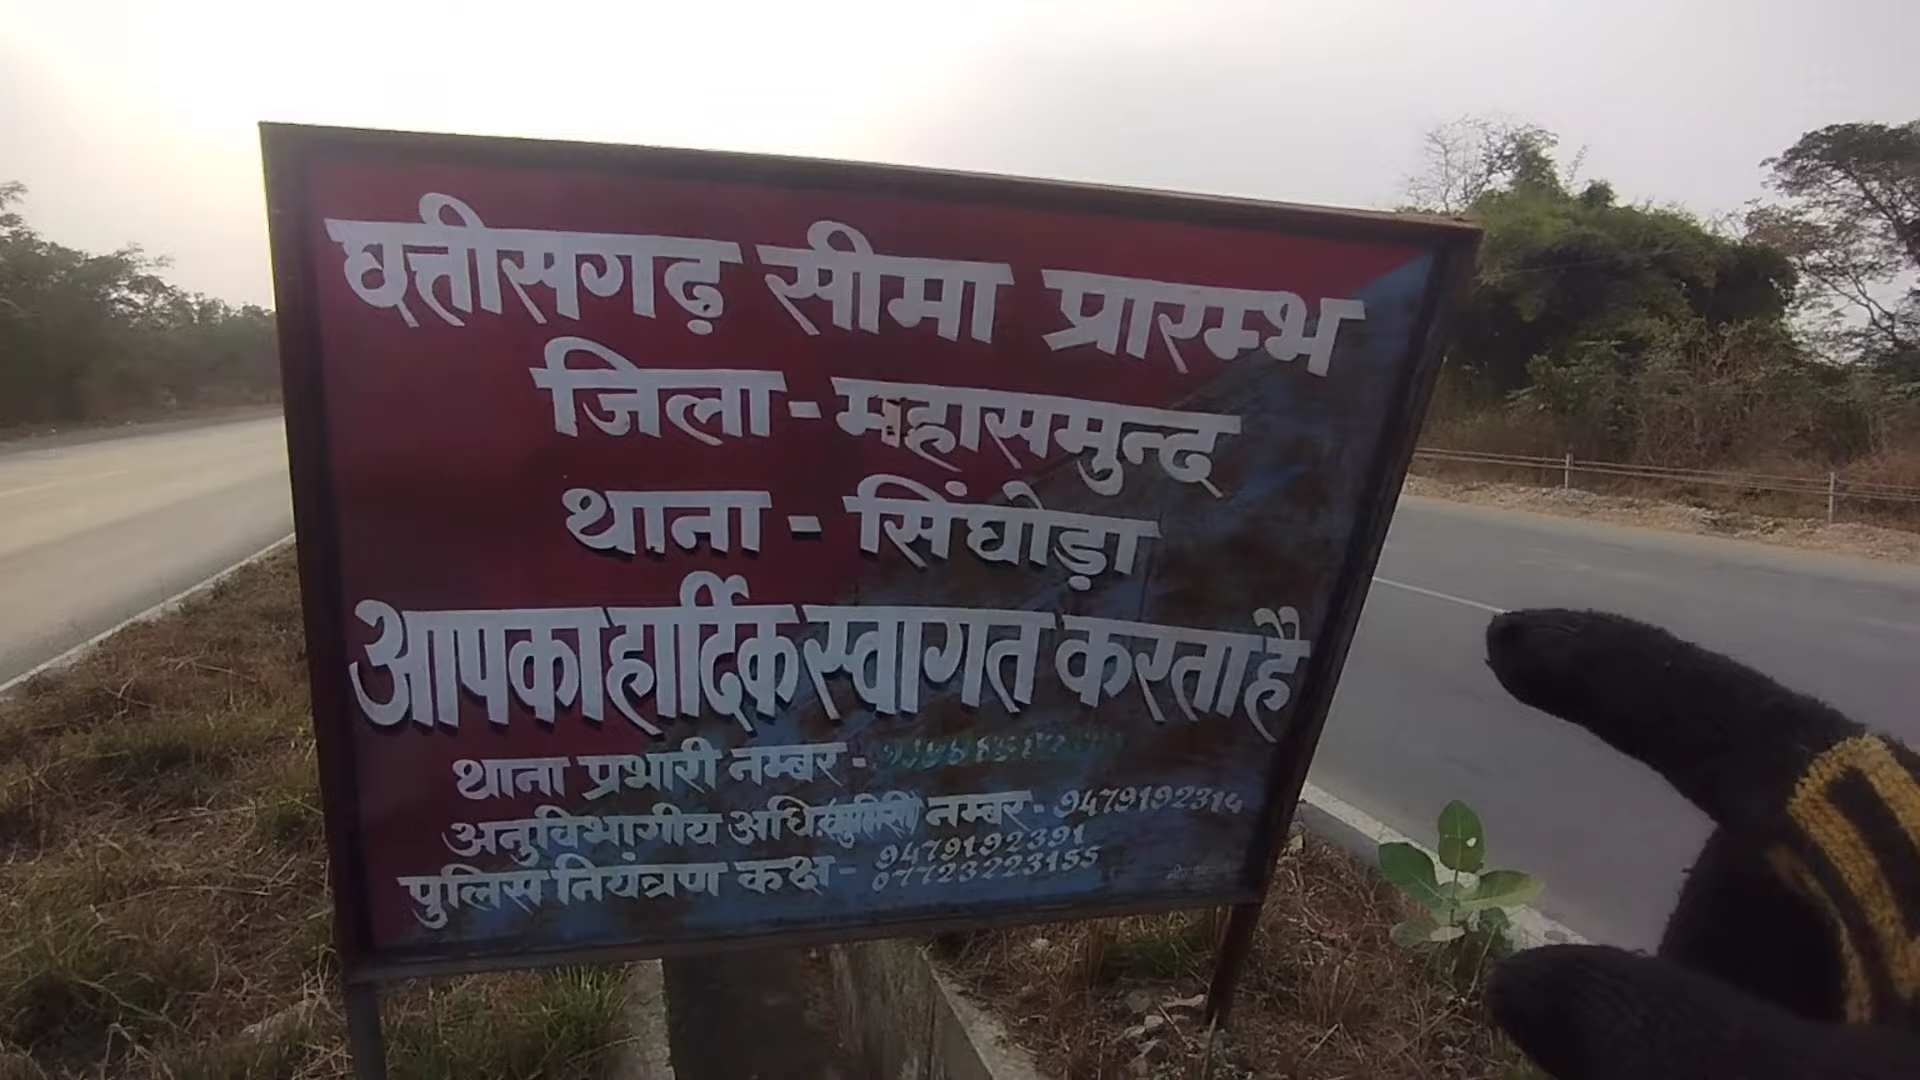 छत्तीसगढ़ सीमा प्रारम्भ
जिला - महासमुन्द
थाना - सिंघोड़ा
आपका हार्दिक स्वागत करता है
थाना प्रभारी नम्बर -
अनुविभागीय नम्बर - 9479192314
9479192391
पुलिस नियंत्रण कक्ष - 07723223155